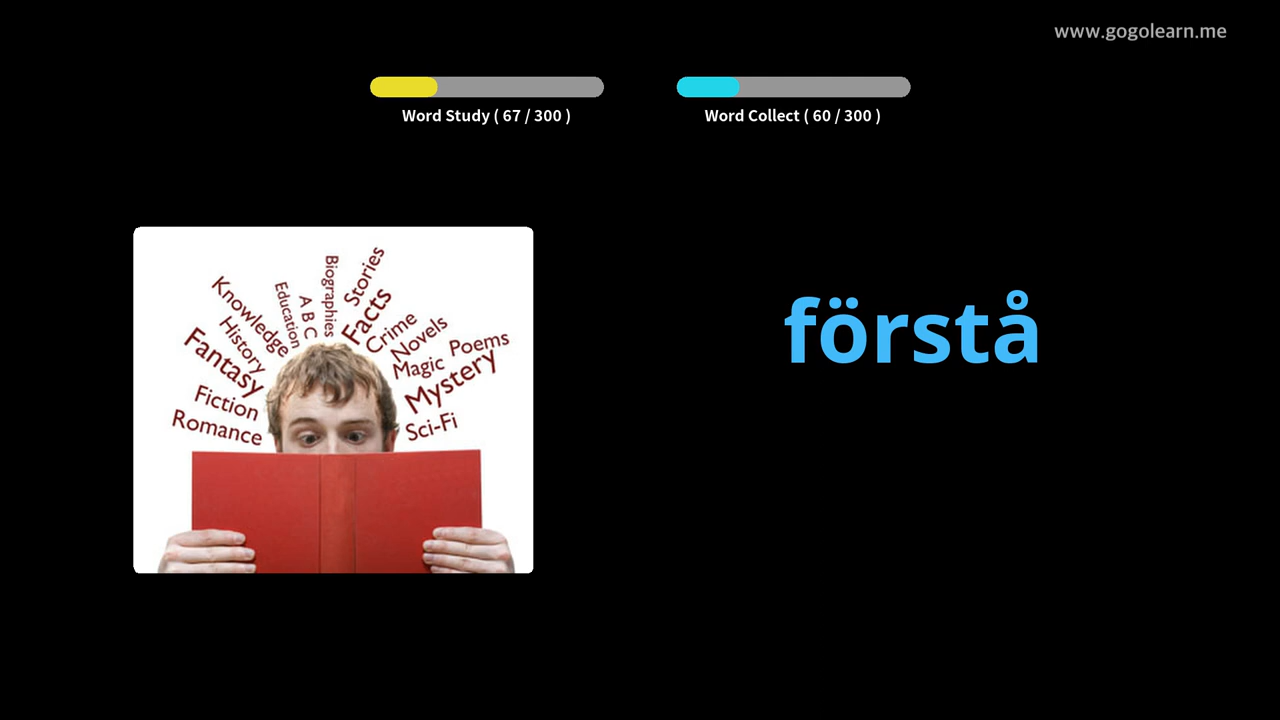 www.gogolearn.me
Word Study ( 67 / 300 )
Word Collect ( 60 / 300 )
förstå
Biographies
Stories
Education
A B C
Facts
Knowledge
Crime
History
Novels
Poems
Fantasy
Magic
Mystery
Fiction
Romance
Sci-Fi